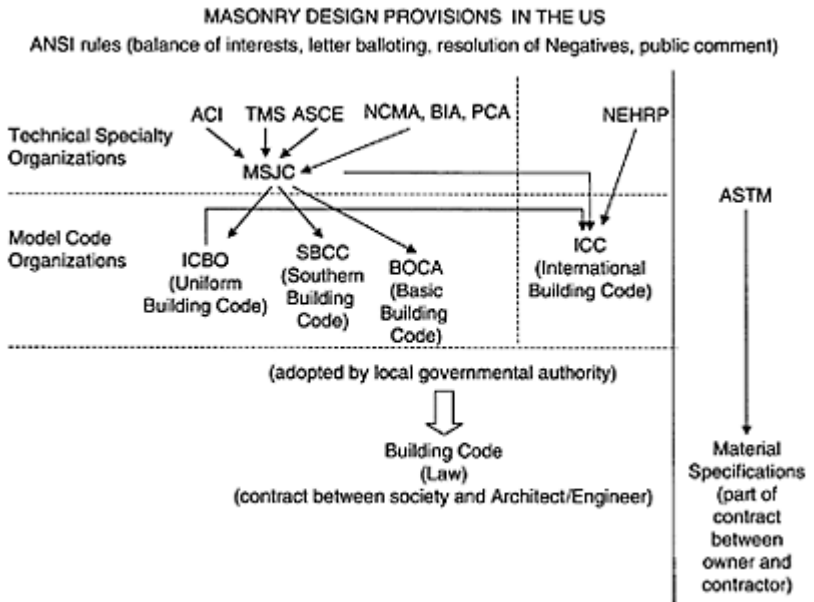 MASONRY DESIGN PROVISIONS IN THE US
ANSI rules (balance of interests, letter balloting, resolution of Negatives, public comment)
ACI TMS ASCE NCMA, BIA, PCA NEHRP
Technical Specialty
Organizations
MSJC
ASTM
Model Code
Organizations
ICBO
(Uniform
Building Code)
SBCC
(Southern
Building
Code)
BOCA
(Basic
Building
Code)
ICC
(International
Building Code)
(adopted by local governmental authority)
Building Code
(Law)
(contract between society and Architect/Engineer)
Material
Specifications
(part of
contract
between
owner and
contractor)